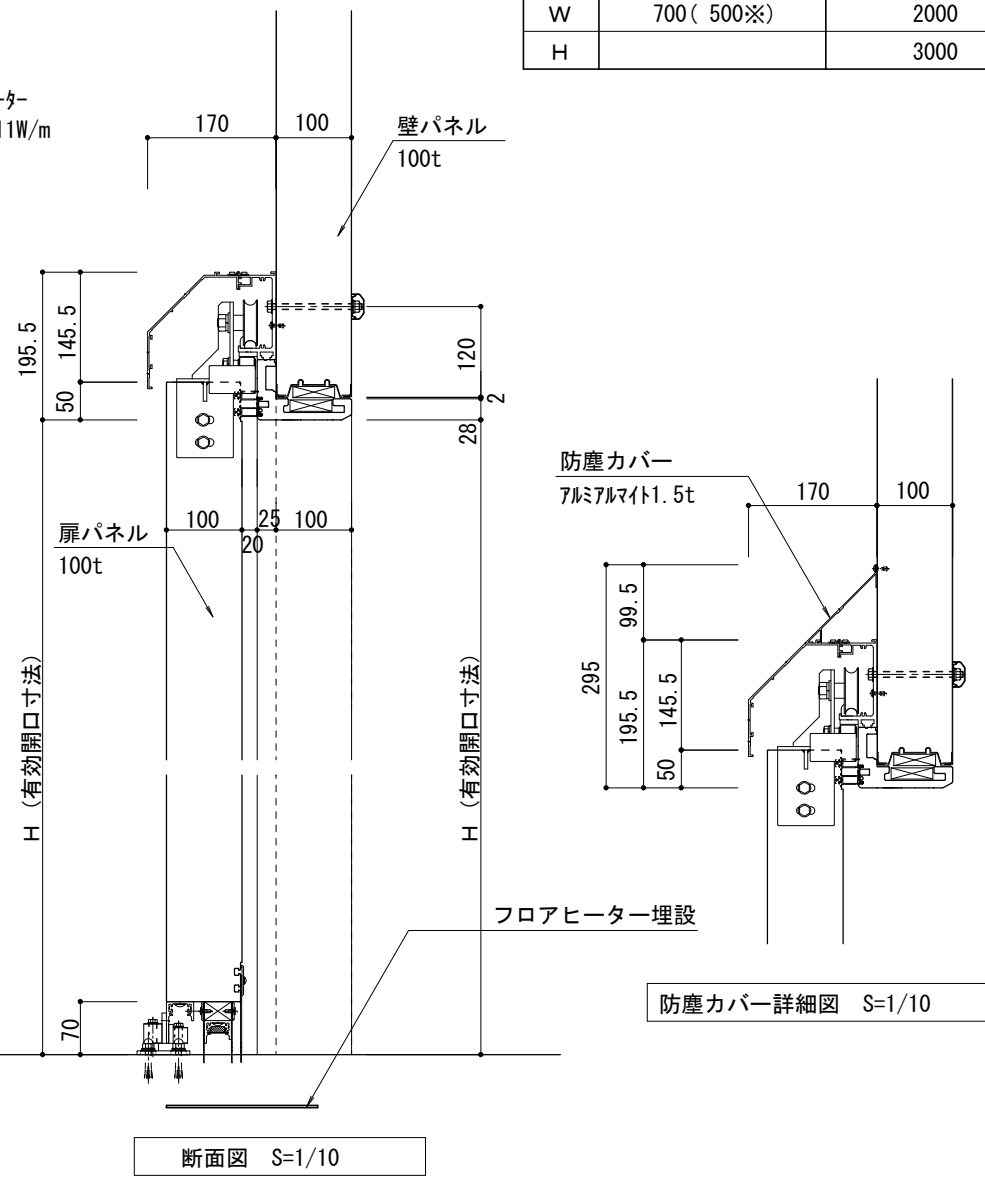 W 700( 500※) 2000
H 3000
ーター
11W/m
170 100
壁パネル
100t
195.5
145.5
50
120
2
28
扉パネル
100t
100 25 100
20
H (有効開口寸法)
H (有効開口寸法)
70
フロアヒーター埋設
断面図 S=1/10
防塵カバー
アルミアルマイト1.5t
170 100
295
99.5
195.5
145.5
50
防塵カバー詳細図 S=1/10